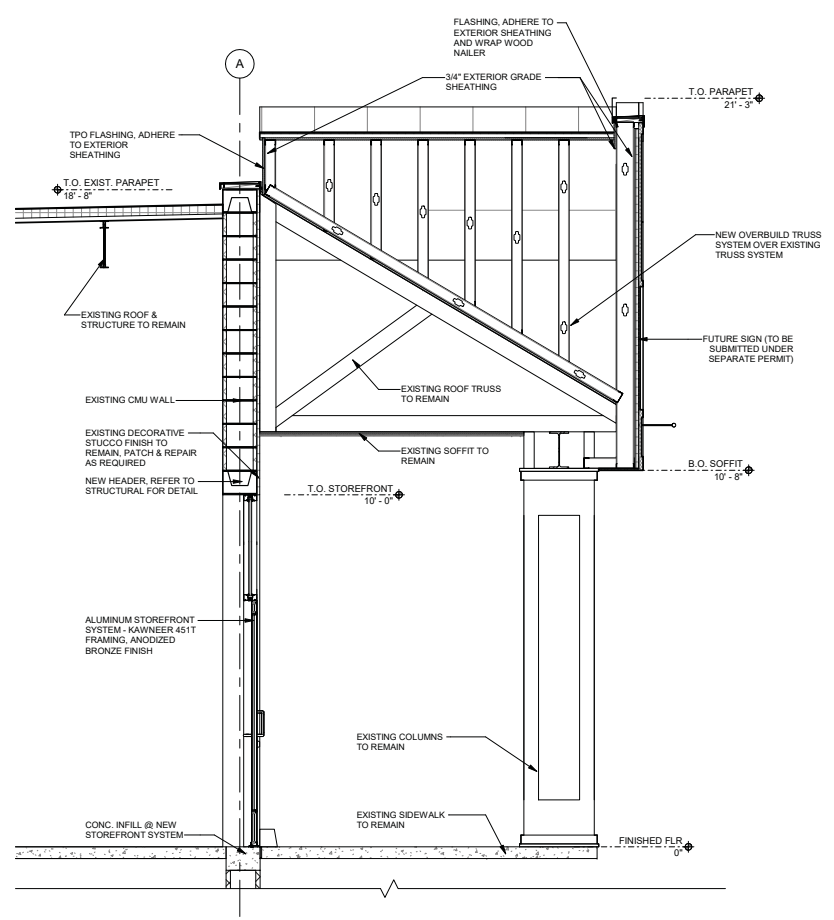 FLASHING, ADHERE TO
EXTERIOR SHEATHING
AND WRAP WOOD
NAILER
A
3/4" EXTERIOR GRADE
SHEATHING
T.O. PARAPET
21' - 3"
TPO FLASHING, ADHERE
TO EXTERIOR
SHEATHING
T.O. EXIST. PARAPET
18' - 8"
NEW OVERBUILD TRUSS
SYSTEM OVER EXISTING
TRUSS SYSTEM
EXISTING ROOF &
STRUCTURE TO REMAIN
FUTURE SIGN (TO BE
SUBMITTED UNDER
SEPARATE PERMIT)
EXISTING ROOF TRUSS
TO REMAIN
EXISTING CMU WALL
EXISTING DECORATIVE
STUCCO FINISH TO
REMAIN, PATCH & REPAIR
AS REQUIRED
EXISTING SOFFIT TO
REMAIN
B.O. SOFFIT
10' - 8"
NEW HEADER, REFER TO
STRUCTURAL FOR DETAIL
T.O. STOREFRONT
10' - 0"
ALUMINUM STOREFRONT
SYSTEM - KAWNEER 451T
FRAMING, ANODIZED
BRONZE FINISH
EXISTING COLUMNS
TO REMAIN
CONC. INFILL @ NEW
STOREFRONT SYSTEM
EXISTING SIDEWALK
TO REMAIN
FINISHED FLR
0"